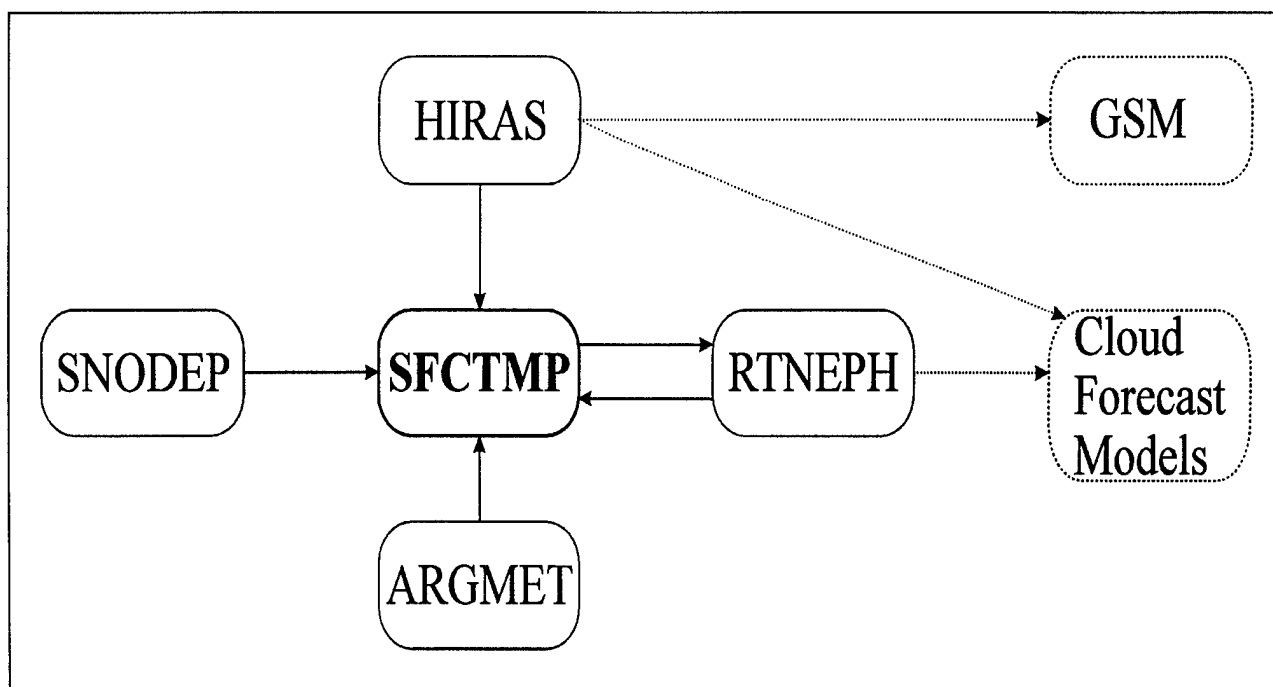 HIRAS
GSM
SNODEP
SFCTMP
RTNEPH
Cloud
Forecast
Models
ARGMET